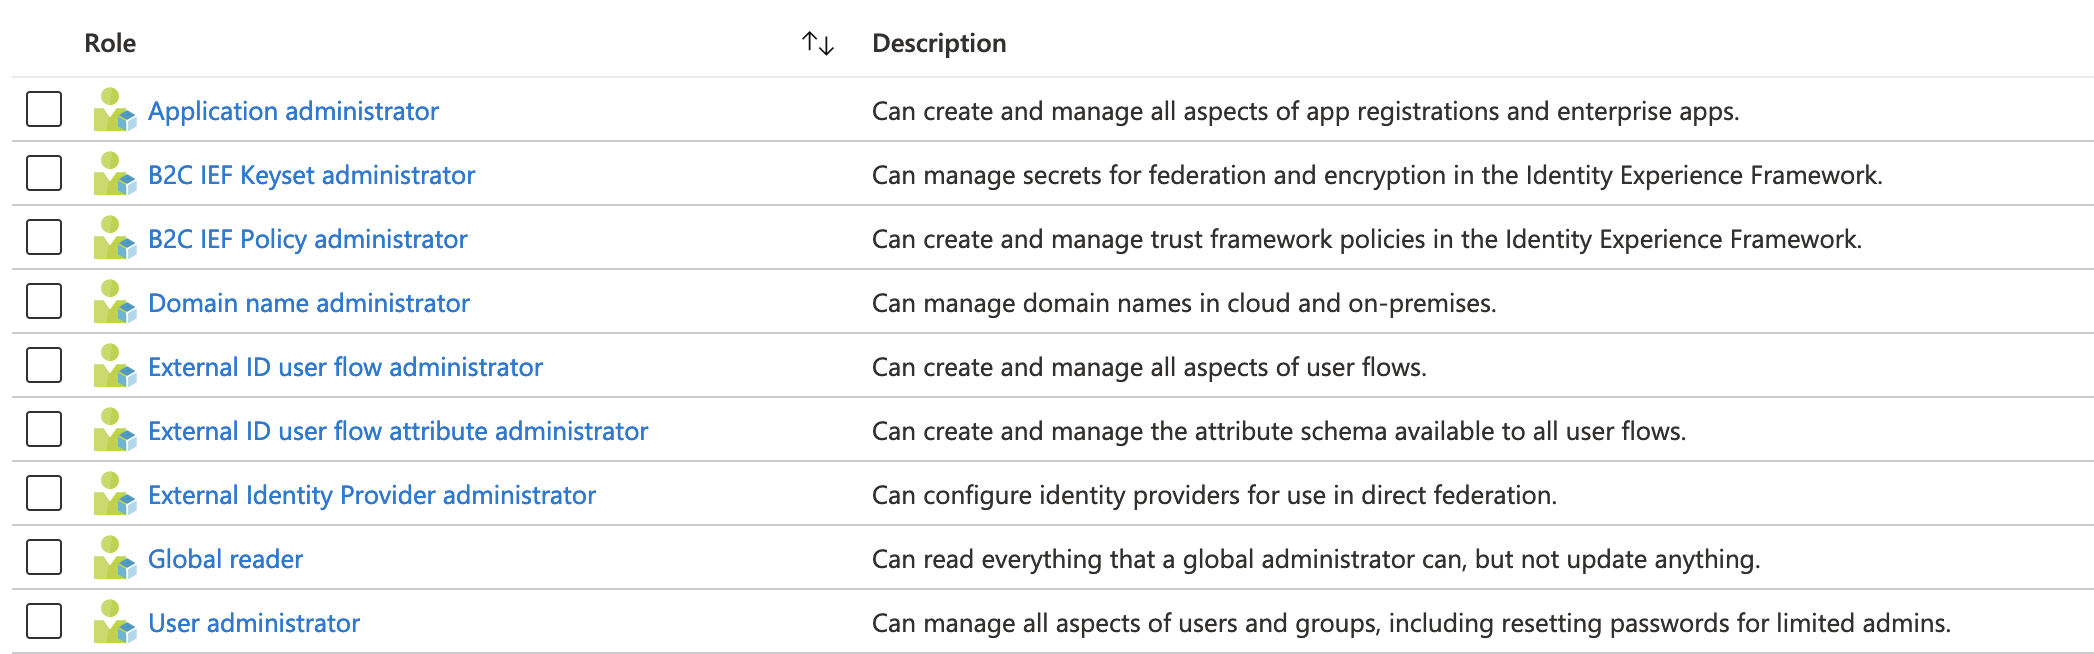 Role Description
Application administrator Can create and manage all aspects of app registrations and enterprise apps.
B2C IEF Keyset administrator Can manage secrets for federation and encryption in the Identity Experience Framework.
B2C IEF Policy administrator Can create and manage trust framework policies in the Identity Experience Framework.
Domain name administrator Can manage domain names in cloud and on-premises.
External ID user flow administrator Can create and manage all aspects of user flows.
External ID user flow attribute administrator Can create and manage the attribute schema available to all user flows.
External Identity Provider administrator Can configure identity providers for use in direct federation.
Global reader Can read everything that a global administrator can, but not update anything.
User administrator Can manage all aspects of users and groups, including resetting passwords for limited admins.